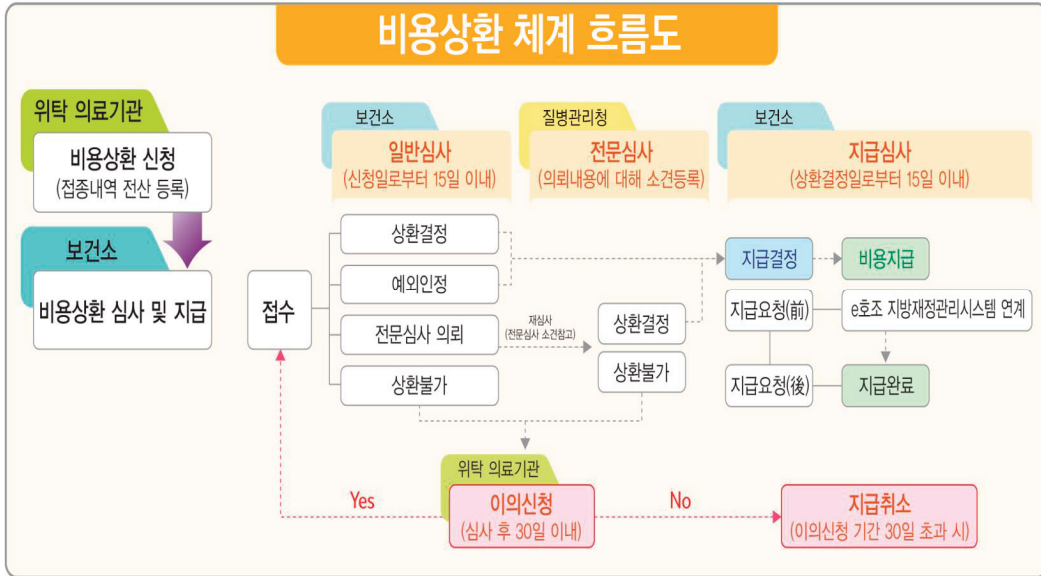 비용상환 체계 흐름도
위탁 의료기관
비용상환 신청
(접종내역 전산 등록)
보건소
비용상환 심사 및 지급
보건소
일반심사
(신청일로부터 15일 이내)
질병관리청
전문심사
(의뢰내용에 대해 소견등록)
보건소
지급심사
(상환결정일로부터 15일 이내)
접수
상환결정
예외인정
전문심사 의뢰
상환불가
재심사
(전문심사 소견참고)
상환결정
상환불가
지급결정
비용지급
지급요청(前)
e호조 지방재정관리시스템 연계
지급요청(後)
지급완료
위탁 의료기관
이의신청
(심사 후 30일 이내)
Yes
No
지급취소
(이의신청 기간 30일 초과 시)